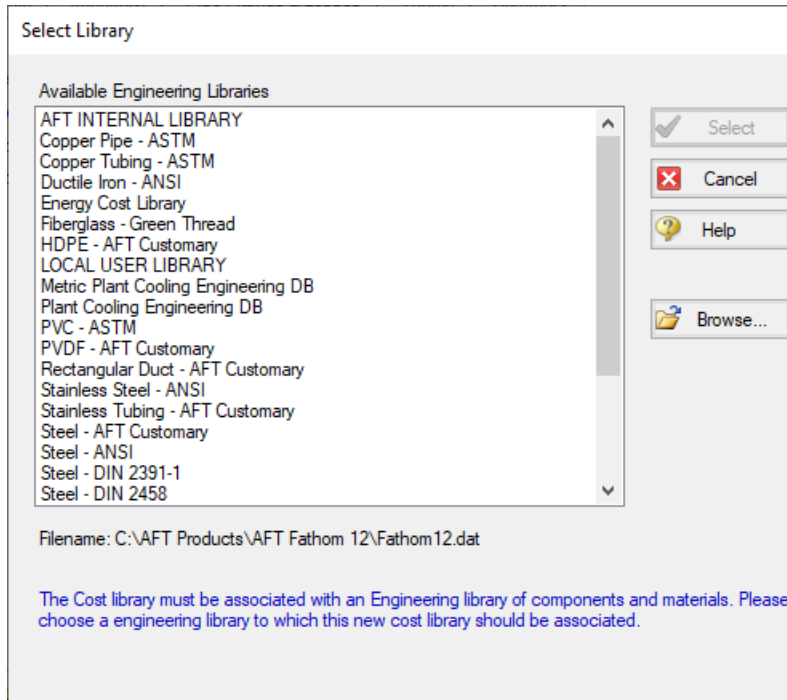 Select Library
Available Engineering Libraries
AFT INTERNAL LIBRARY
Copper Pipe - ASTM
Copper Tubing - ASTM
Ductile Iron - ANSI
Energy Cost Library
Fiberglass - Green Thread
HDPE - AFT Customary
LOCAL USER LIBRARY
Metric Plant Cooling Engineering DB
Plant Cooling Engineering DB
PVC - ASTM
PVDF - AFT Customary
Rectangular Duct - AFT Customary
Stainless Steel - ANSI
Stainless Tubing - AFT Customary
Steel - AFT Customary
Steel - ANSI
Steel - DIN 2391-1
Steel - DIN 2458
Select
Cancel
Help
Browse...
Filename: C:\AFT Products\AFT Fathom 12\Fathom12.dat
The Cost library must be associated with an Engineering library of components and materials. Please
choose a engineering library to which this new cost library should be associated.